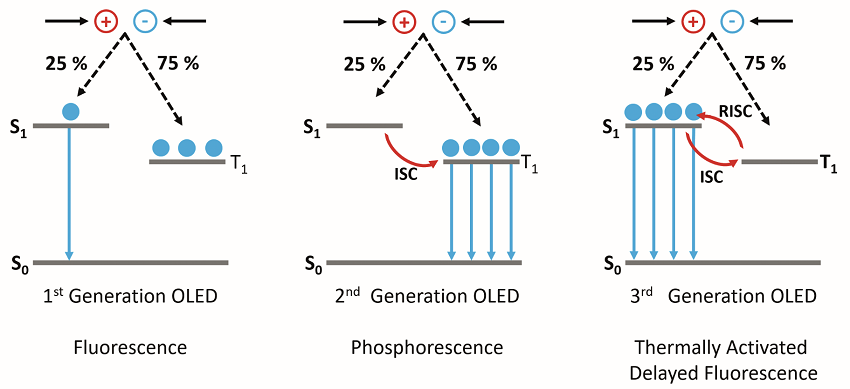 + -
25 % 75 %
S1
T1
S0
1st Generation OLED
Fluorescence
+ -
25 % 75 %
S1
ISC
T1
S0
2nd Generation OLED
Phosphorescence
+ -
25 % 75 %
RISC
S1
ISC
T1
S0
3rd Generation OLED
Thermally Activated
Delayed Fluorescence